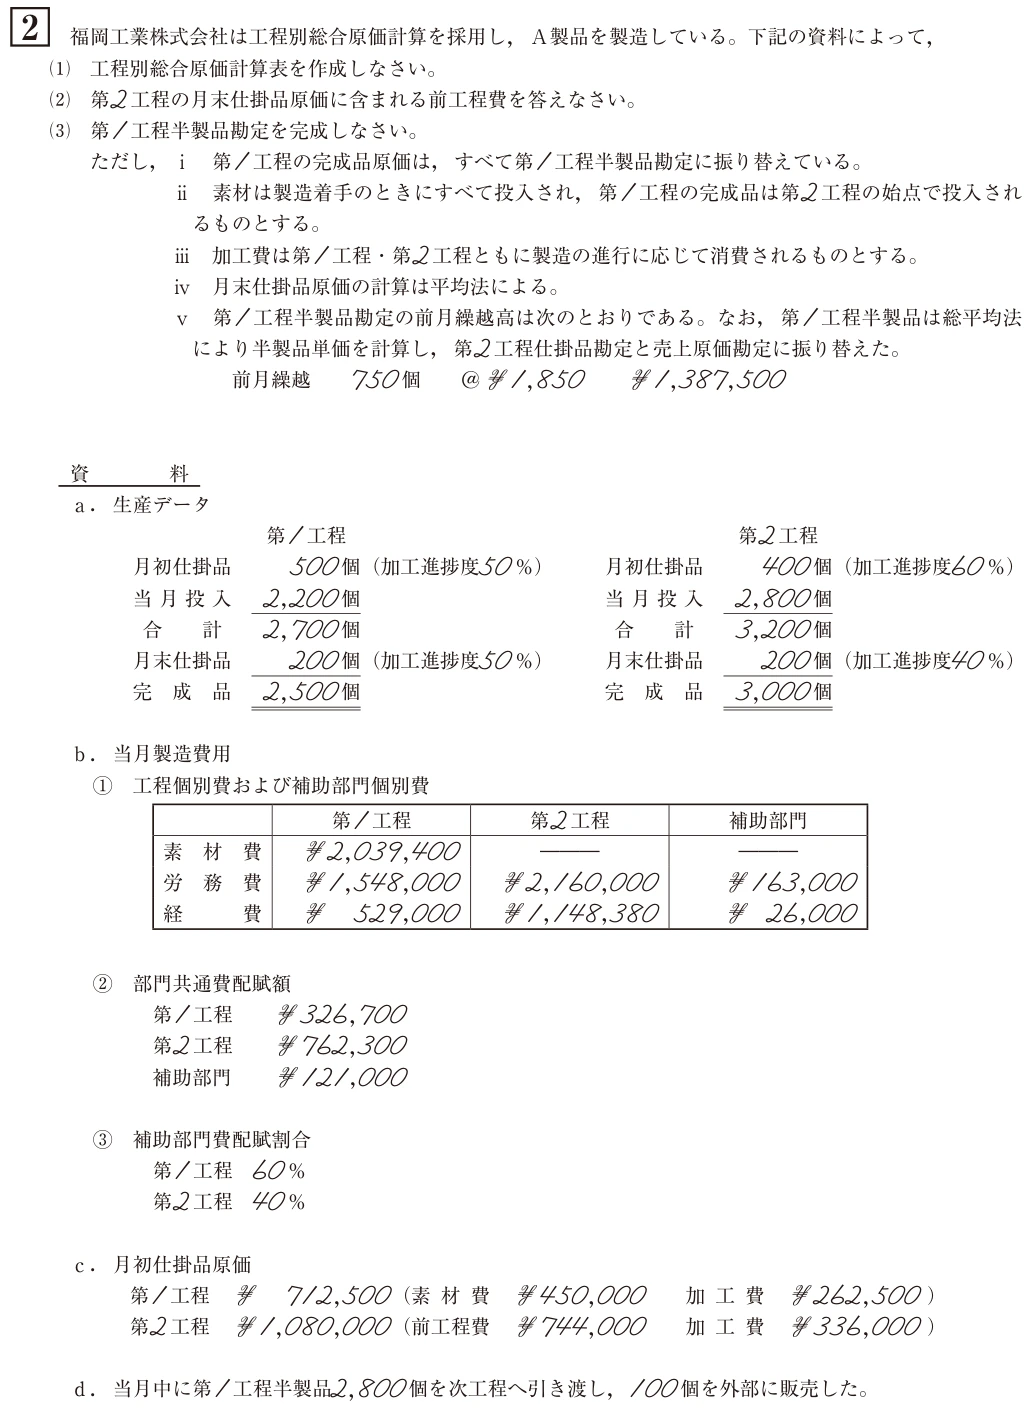 2 福岡工業株式会社は工程別総合原価計算を採用し，Ａ製品を製造している。下記の資料によって，
⑴ 工程別総合原価計算表を作成しなさい。
⑵ 第2工程の月末仕掛品原価に含まれる前工程費を答えなさい。
⑶ 第1工程半製品勘定を完成しなさい。
ただし， ⅰ 第1工程の完成品原価は，すべて第1工程半製品勘定に振り替えている。
ⅱ 素材は製造着手のときにすべて投入され，第1工程の完成品は第2工程の始点で投入され
るものとする。
ⅲ 加工費は第1工程・第2工程ともに製造の進行に応じて消費されるものとする。
ⅳ 月末仕掛品原価の計算は平均法による。
ⅴ 第1工程半製品勘定の前月繰越高は次のとおりである。なお，第1工程半製品は総平均法
により半製品単価を計算し，第2工程仕掛品勘定と売上原価勘定に振り替えた。
前月繰越 750個 @¥1,850 ¥1,387,500
資 料
ａ．生産データ
第1工程 第2工程
月初仕掛品 500個（加工進捗度50％） 月初仕掛品 400個（加工進捗度60％）
当月投入 2,200個 当月投入 2,800個
合 計 2,700個 合 計 3,200個
月末仕掛品 200個（加工進捗度50％） 月末仕掛品 200個（加工進捗度40％）
完 成 品 2,500個 完 成 品 3,000個
ｂ．当月製造費用
① 工程個別費および補助部門個別費
第1工程 第2工程 補助部門
素 材 費 ¥2,039,400 ――― ―――
労 務 費 ¥1,548,000 ¥2,160,000 ¥163,000
経 費 ¥ 529,000 ¥1,148,380 ¥ 26,000
② 部門共通費配賦額
第1工程 ¥326,700
第2工程 ¥762,300
補助部門 ¥121,000
③ 補助部門費配賦割合
第1工程 60％
第2工程 40％
ｃ．月初仕掛品原価
第1工程 ¥ 712,500（素 材 費 ¥450,000 加 工 費 ¥262,500）
第2工程 ¥1,080,000（前工程費 ¥744,000 加 工 費 ¥336,000）
ｄ．当月中に第1工程半製品2,800個を次工程へ引き渡し，100個を外部に販売した。